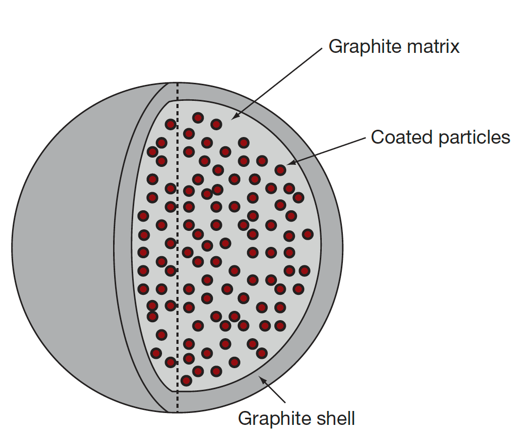 Graphite matrix
Coated particles
Graphite shell